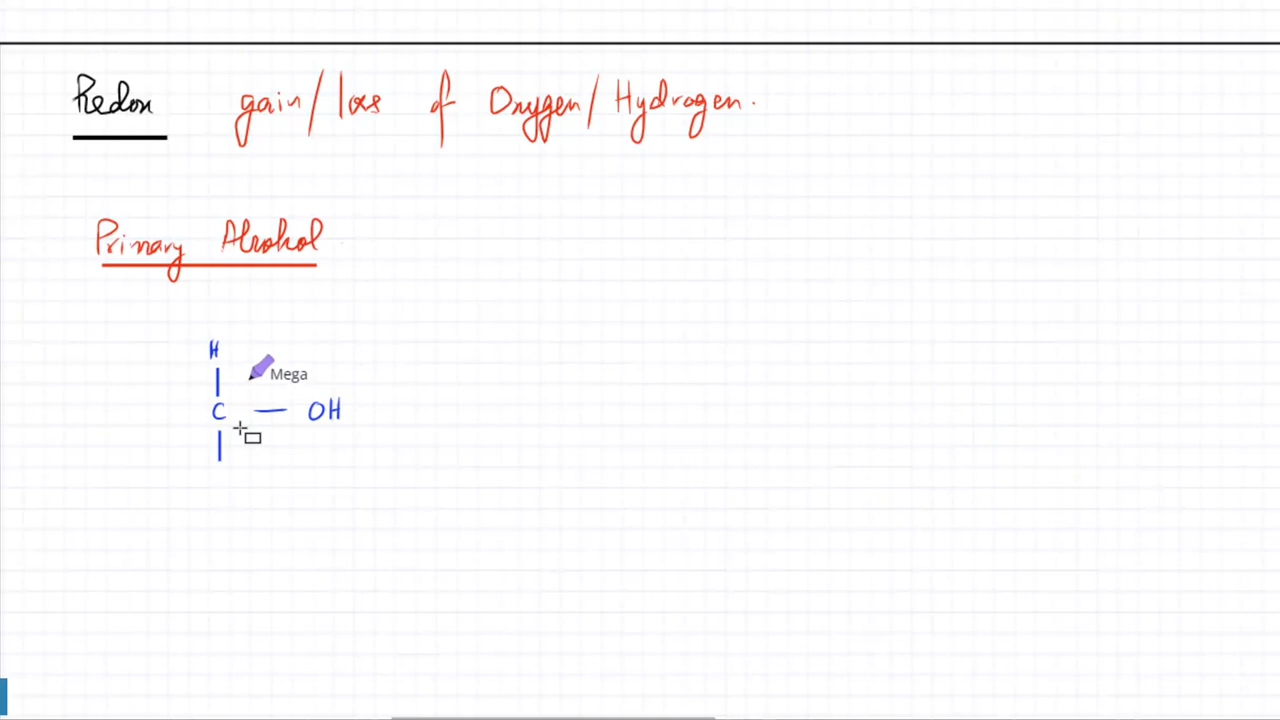 Redox gain/loss of Oxygen/Hydrogen.
Primary Alcohol
H
Mega
C — OH